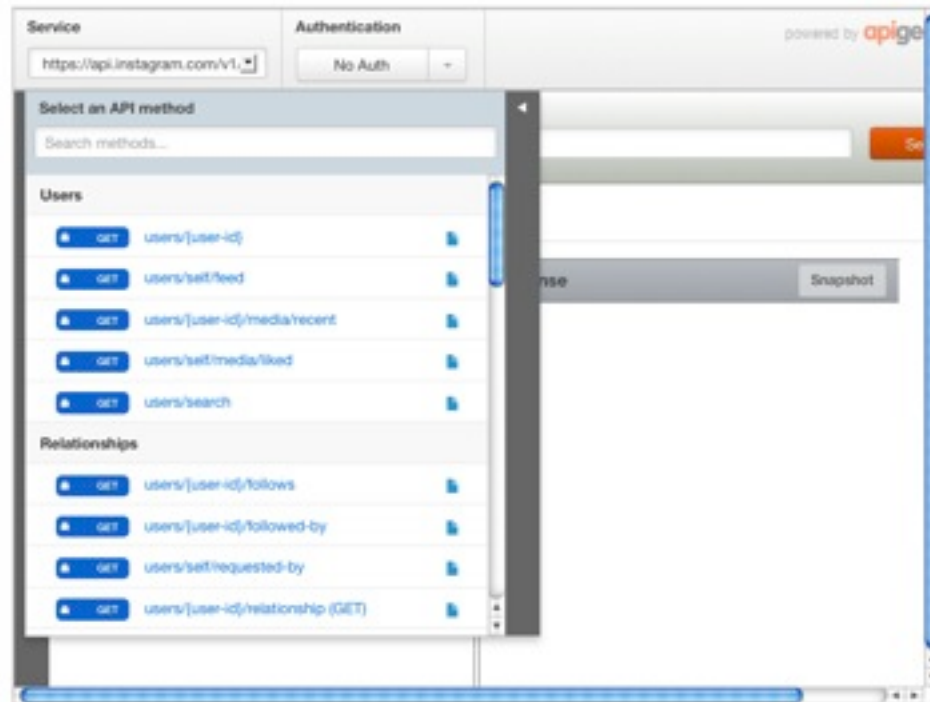 Service
Authentication
powered by apige
https://api.instagram.com/v1.
No Auth
Select an API method
Search methods...
Se
Users
GET users/{user-id}
GET users/self/feed
nse
Snapshot
GET users/{user-id}/media/recent
GET users/self/media/liked
GET users/search
Relationships
GET users/{user-id}/follows
GET users/{user-id}/followed-by
GET users/self/requested-by
GET users/{user-id}/relationship (GET)